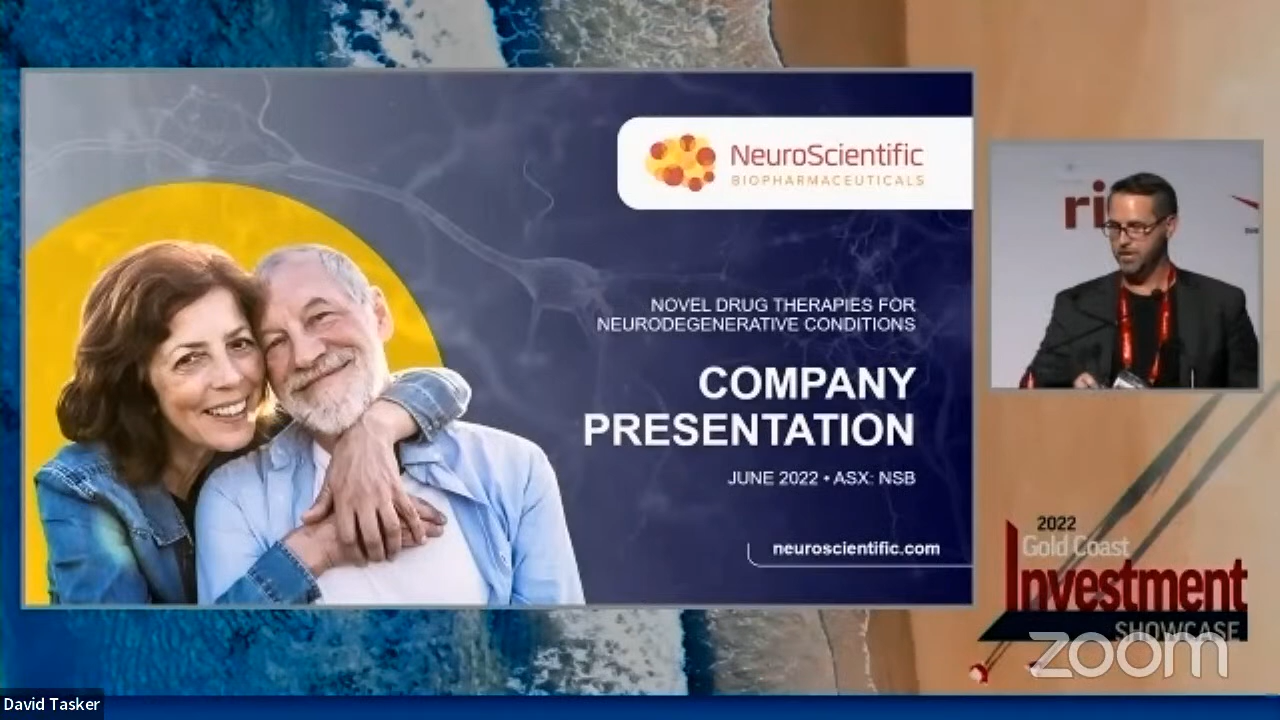 NeuroScientific
BIOPHARMACEUTICALS
NOVEL DRUG THERAPIES FOR
NEURODEGENERATIVE CONDITIONS
COMPANY
PRESENTATION
JUNE 2022 • ASX: NSB
neuroscientific.com
2022
Gold Coast
Investment
SHOWCASE
zoom
David Tasker